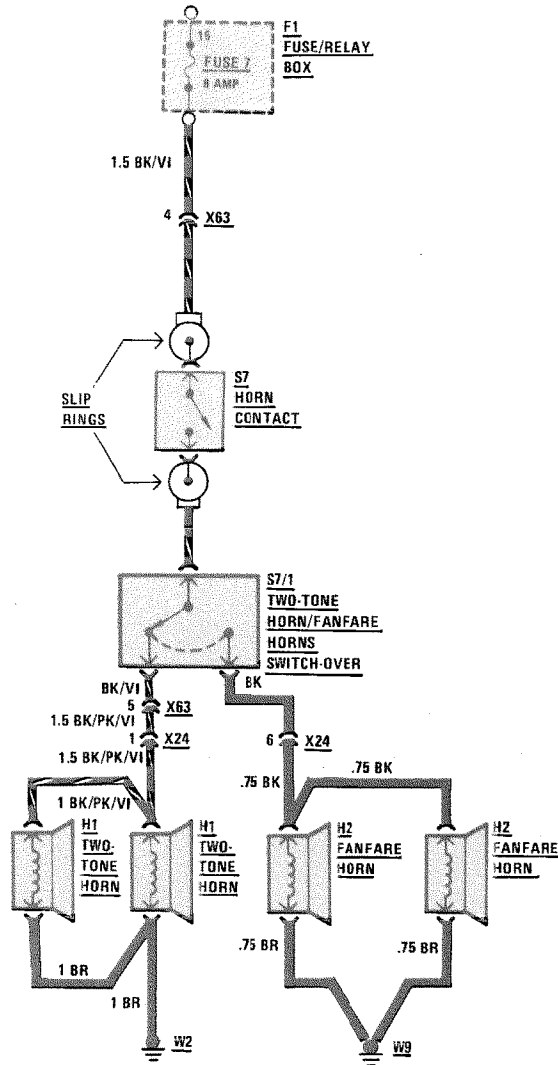 F1
FUSE/RELAY
BOX
15
FUSE 7
8 AMP
1.5 BK/VI
4 X63
SLIP
RINGS
S7
HORN
CONTACT
S7/1
TWO-TONE
HORN/FANFARE
HORNS
SWITCH-OVER
BK/VI
BK
5 X63
1.5 BK/PK/VI
1 X24
6 X24
1.5 BK/PK/VI
.75 BK
.75 BK
1 BK/PK/VI
H1
TWO-
TONE
HORN
H1
TWO-
TONE
HORN
H2
FANFARE
HORN
H2
FANFARE
HORN
.75 BR
.75 BR
1 BR
1 BR
W2
W9